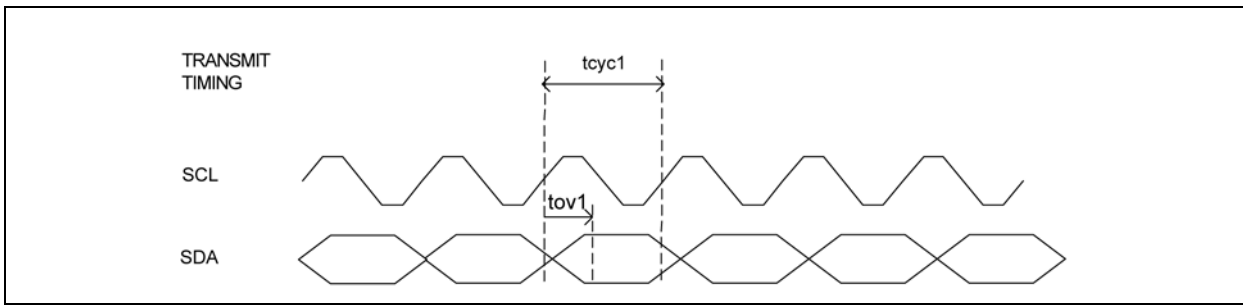 TRANSMIT
TIMING
tcyc1
SCL
tov1
SDA